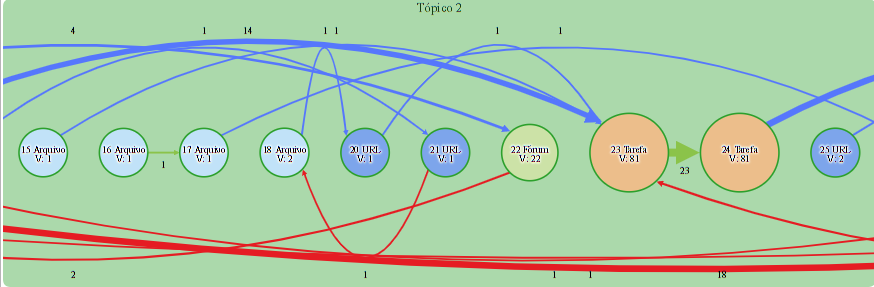 Tópico 2
4 1 14 1 1 1 1
15 Arquivo
V: 1
16 Arquivo
V: 1
17 Arquivo
V: 1
18 Arquivo
V: 2
20 URL
V: 1
21 URL
V: 1
22 Fórum
V: 22
23 Tarefa
V: 81
24 Tarefa
V: 81
25 URL
V: 2
1
23
2 1 1 1 18